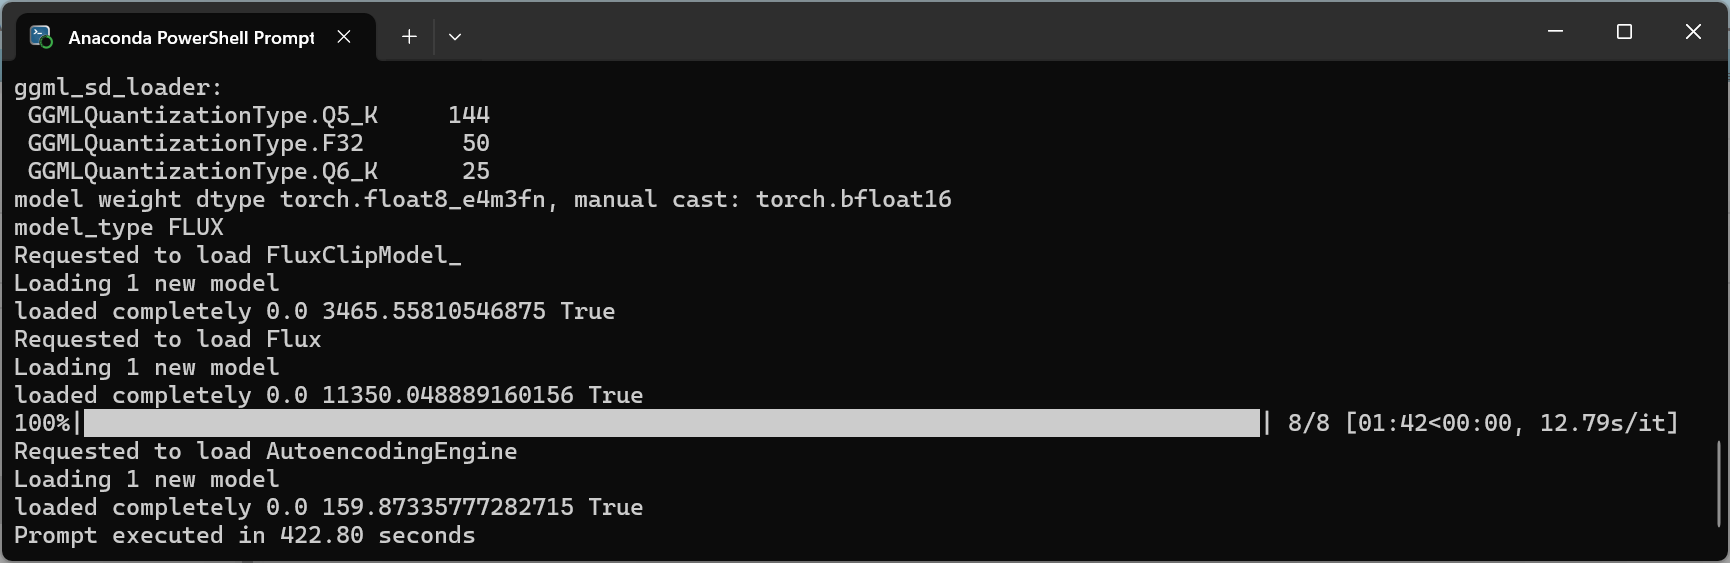 Anaconda PowerShell Prompt
ggml_sd_loader:
GGMLQuantizationType.Q5_K 144
GGMLQuantizationType.F32 50
GGMLQuantizationType.Q6_K 25
model weight dtype torch.float8_e4m3fn, manual cast: torch.bfloat16
model_type FLUX
Requested to load FluxClipModel_
Loading 1 new model
loaded completely 0.0 3465.55810546875 True
Requested to load Flux
Loading 1 new model
loaded completely 0.0 11350.048889160156 True
100%| | 8/8 [01:42<00:00, 12.79s/it]
Requested to load AutoencodingEngine
Loading 1 new model
loaded completely 0.0 159.87335777282715 True
Prompt executed in 422.80 seconds